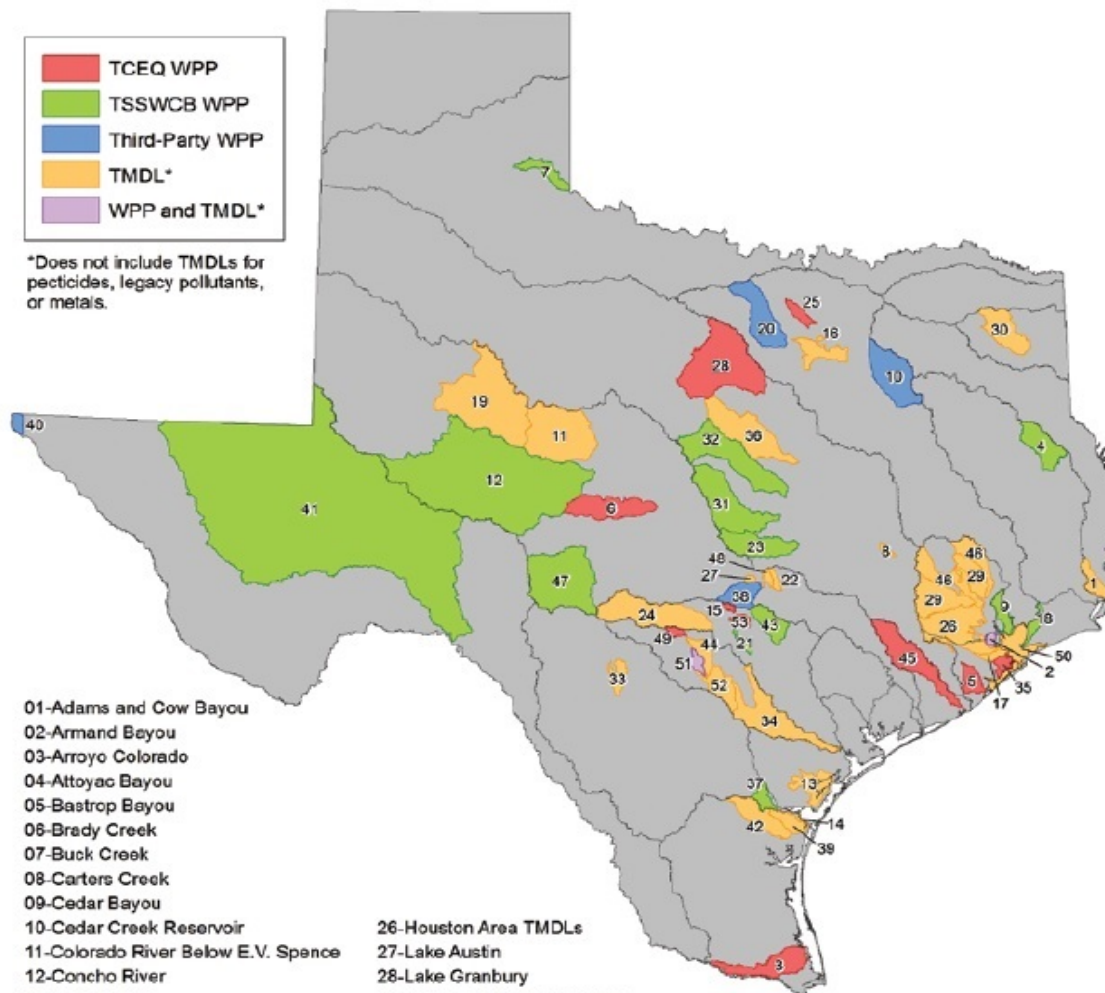 TCEQ WPP
TSSWCB WPP
Third-Party WPP
TMDL*
WPP and TMDL*
*Does not include TMDLs for
pesticides, legacy pollutants,
or metals.
7
25
20
16
30
28
10
19
11
32
36
4
40
12
41
31
6
23
8
48
46
27
22
46
29
1
47
38
29
9
24
15
53
43
26
49
44
21
45
50
51
2
33
52
5
35
17
34
13
37
14
42
39
3
01-Adams and Cow Bayou
02-Armand Bayou
03-Arroyo Colorado
04-Attoyac Bayou
05-Bastrop Bayou
06-Brady Creek
07-Buck Creek
08-Carters Creek
09-Cedar Bayou
10-Cedar Creek Reservoir
11-Colorado River Below E.V. Spence
12-Concho River
26-Houston Area TMDLs
27-Lake Austin
28-Lake Granbury